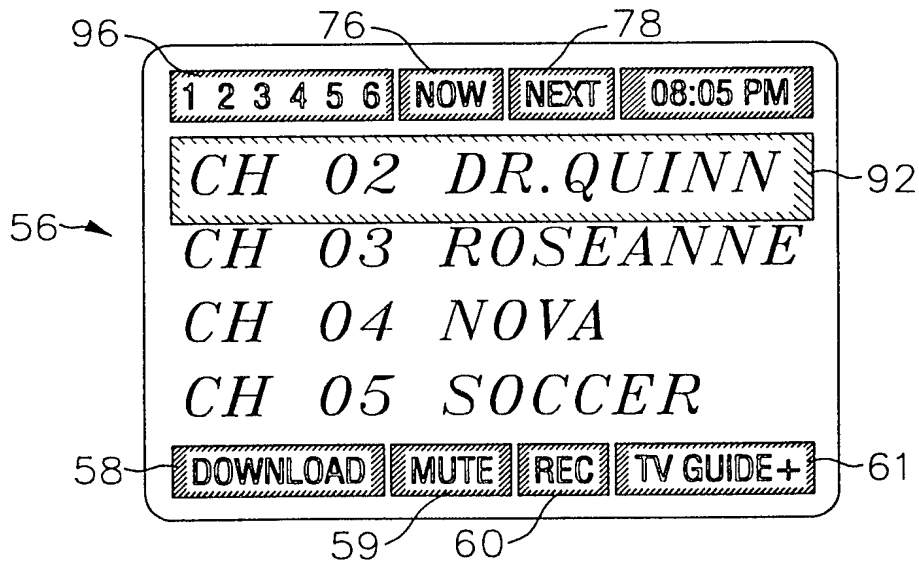 96 76 78
1 2 3 4 5 6 NOW NEXT 08:05 PM
CH 02 DR.QUINN 92
56 CH 03 ROSEANNE
CH 04 NOVA
CH 05 SOCCER
58 DOWNLOAD MUTE REC TV GUIDE+ 61
59 60